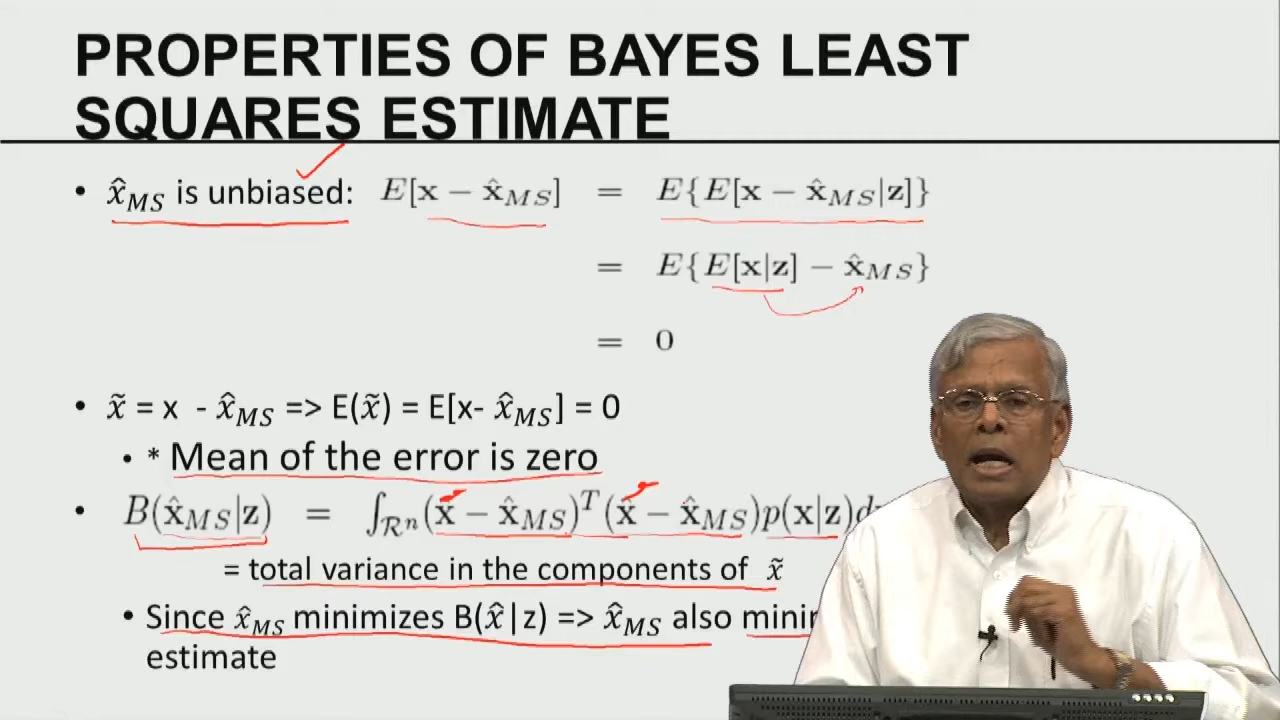 PROPERTIES OF BAYES LEAST
SQUARES ESTIMATE
• x̂_MS is unbiased: E[x − x̂_MS] = E{E[x − x̂_MS|z]}
= E{E[x|z] − x̂_MS}
= 0
• x̃ = x - x̂_MS => E(x̃) = E[x- x̂_MS] = 0
• * Mean of the error is zero
• B(x̂_MS|z) = ∫_ℛⁿ (x − x̂_MS)ᵀ(x − x̂_MS)p(x|z)d
= total variance in the components of x̃
• Since x̂_MS minimizes B(x̂|z) => x̂_MS also
estimate